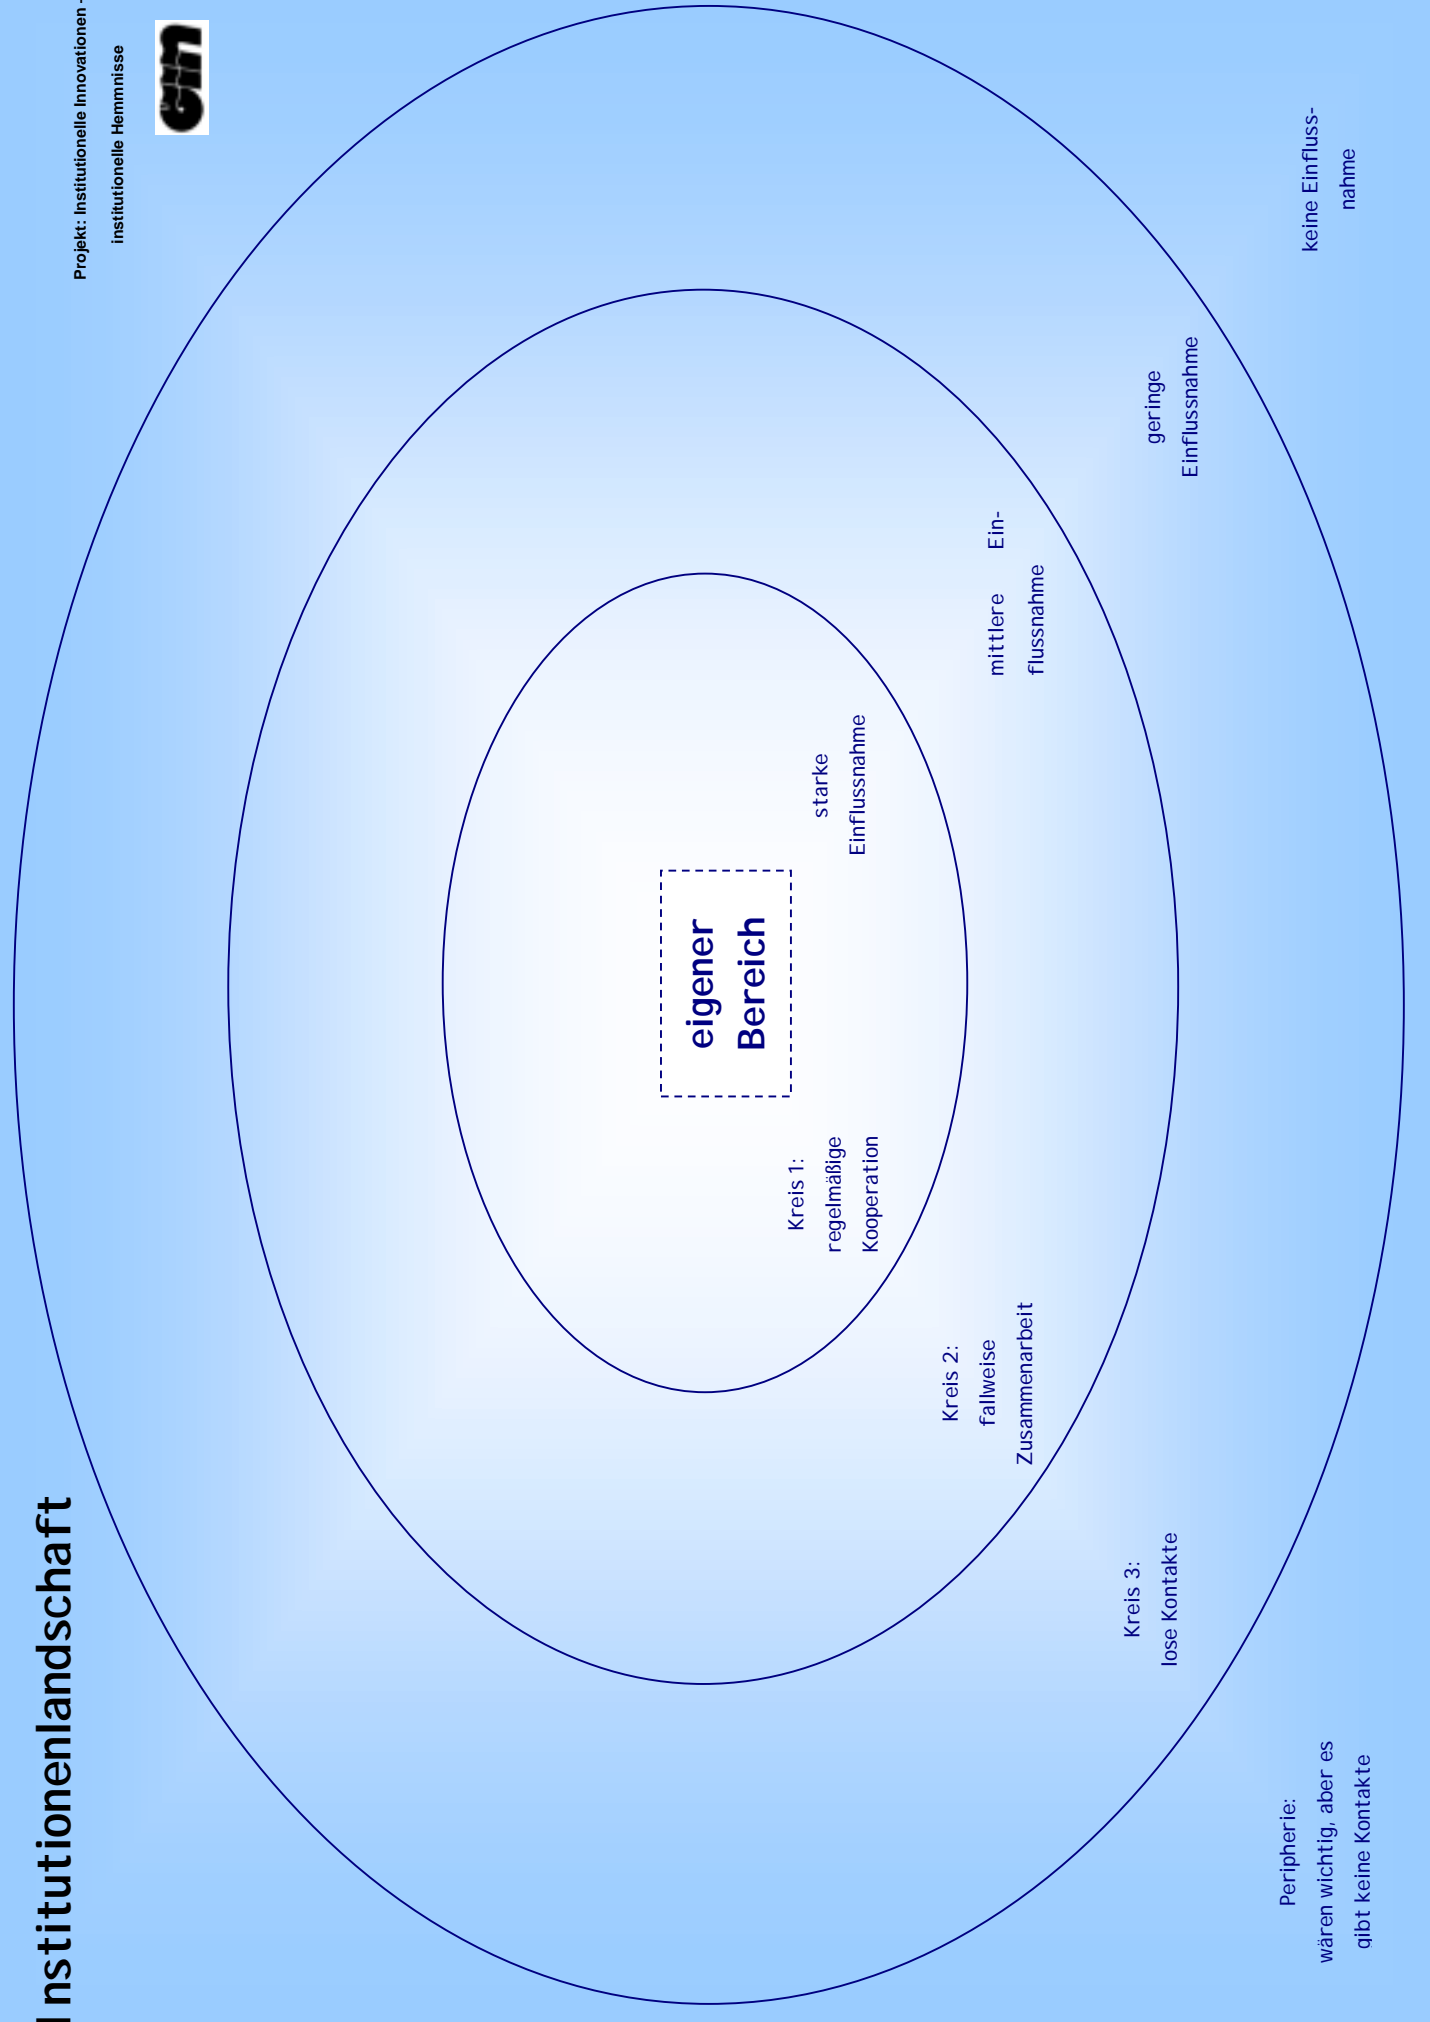 Institutionenlandschaft
Projekt: Institutionelle Innovationen -
institutionelle Hemmnisse
eigener
Bereich
starke
Einflussnahme
Kreis 1:
regelmäßige
Kooperation
mittlere Ein-
flussnahme
Kreis 2:
fallweise
Zusammenarbeit
geringe
Einflussnahme
Kreis 3:
lose Kontakte
keine Einfluss-
nahme
Peripherie:
wären wichtig, aber es
gibt keine Kontakte